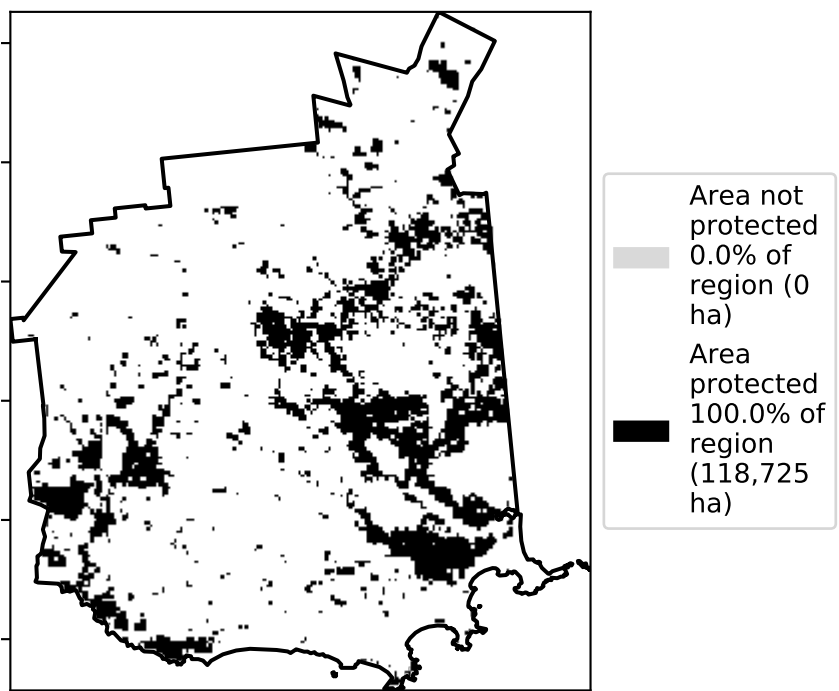 Area not
protected
0.0% of
region (0
ha)
Area
protected
100.0% of
region
(118,725
ha)